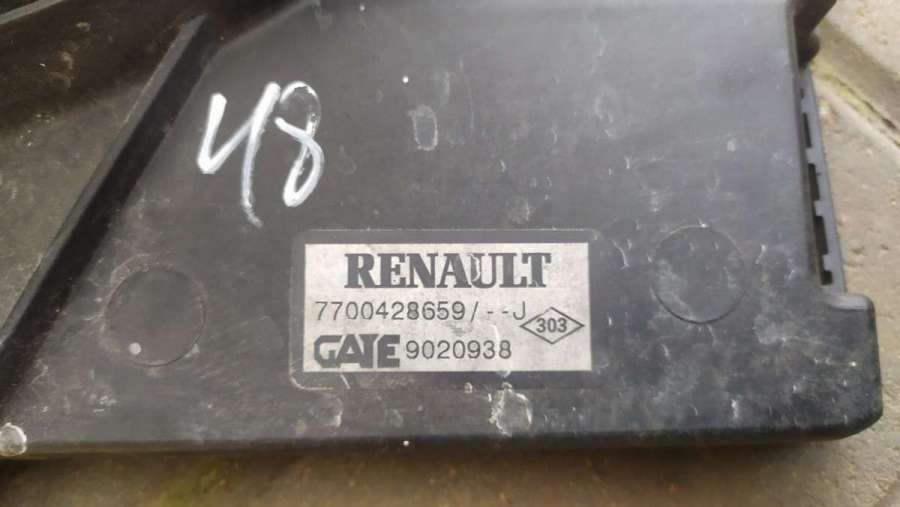 48
RENAULT
7700428659/--J
303
GATE 9020938